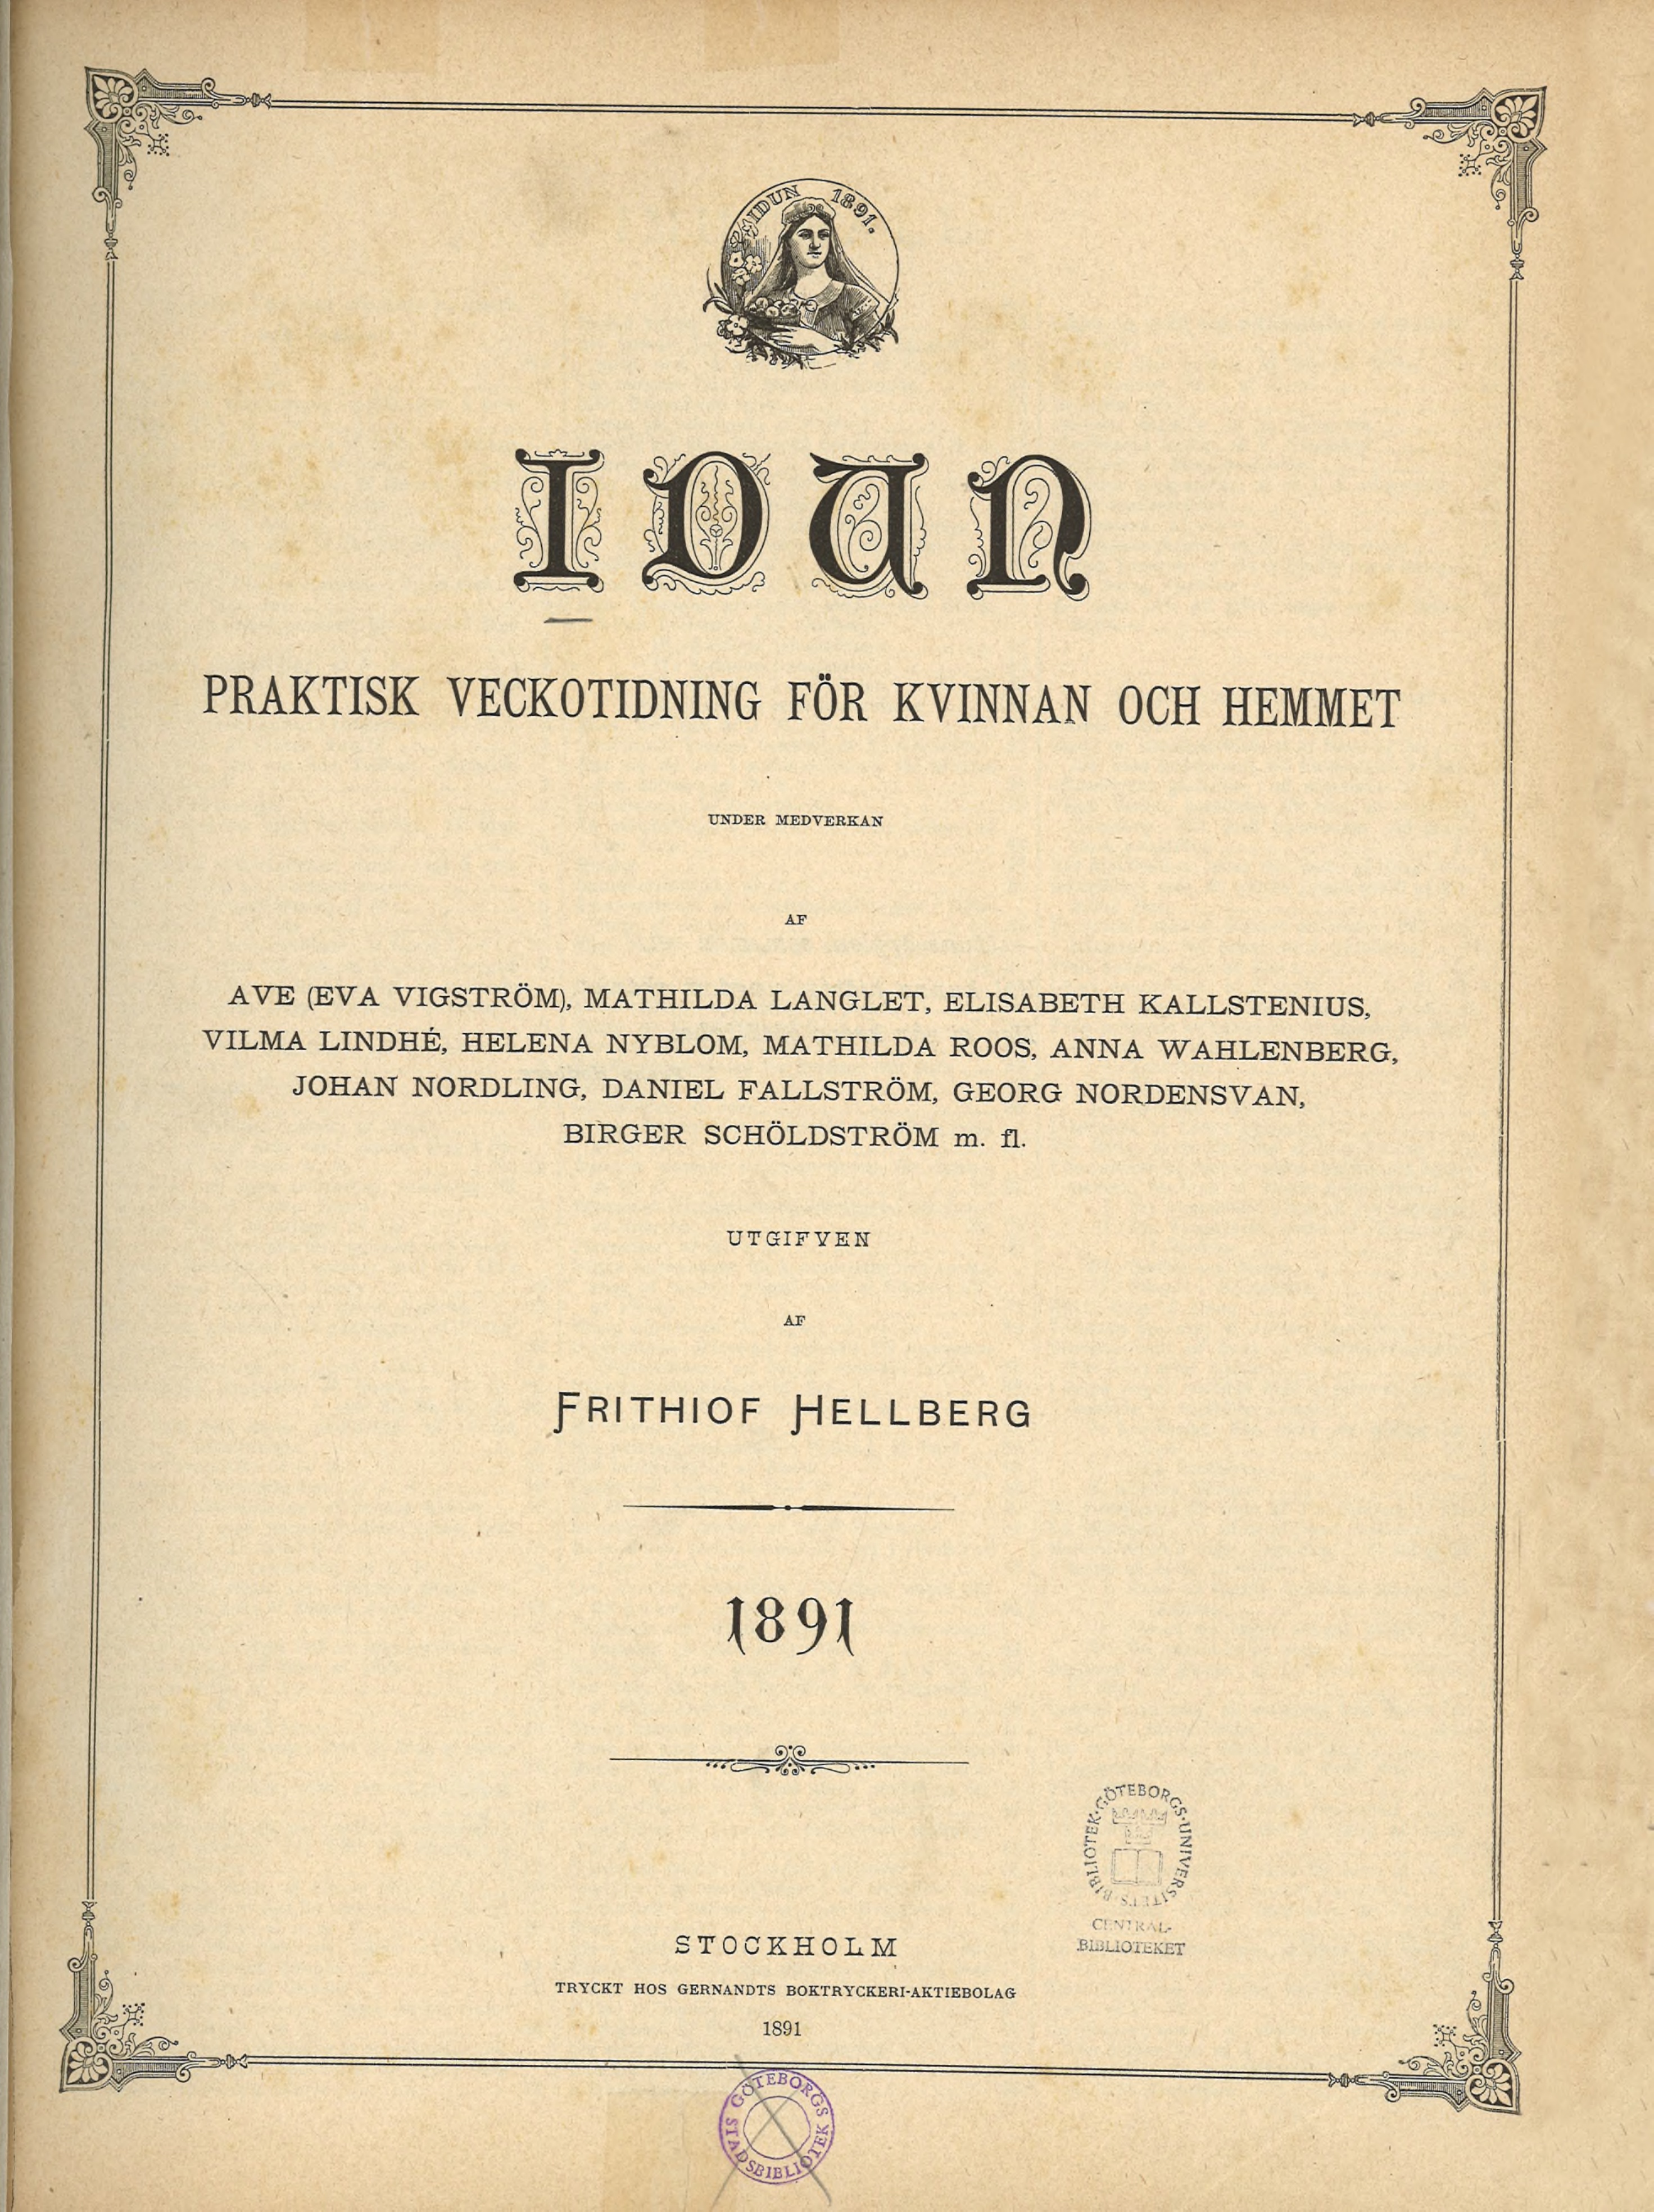 IDUN 1891.
IDUN
PRAKTISK VECKOTIDNING FÖR KVINNAN OCH HEMMET
UNDER MEDVERKAN
AF
AVE (EVA VIGSTRÖM), MATHILDA LANGLET, ELISABETH KALLSTENIUS,
VILMA LINDHÉ, HELENA NYBLOM, MATHILDA ROOS, ANNA WAHLENBERG,
JOHAN NORDLING, DANIEL FALLSTRÖM, GEORG NORDENSVAN,
BIRGER SCHÖLDSTRÖM m. fl.
UTGIFVEN
AF
FRITHIOF HELLBERG
1891
GÖTEBORGS·UNIVERSITETS·BIBLIOTEK·
CENTRAL-
BIBLIOTEKET
STOCKHOLM
TRYCKT HOS GERNANDTS BOKTRYCKERI-AKTIEBOLAG
1891
GÖTEBORGS STADSBIBLIOTEK